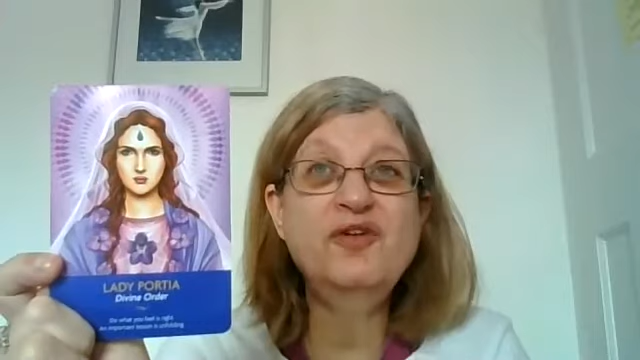 LADY PORTIA
Divine Order
Do what you feel is right
An important lesson is unfolding